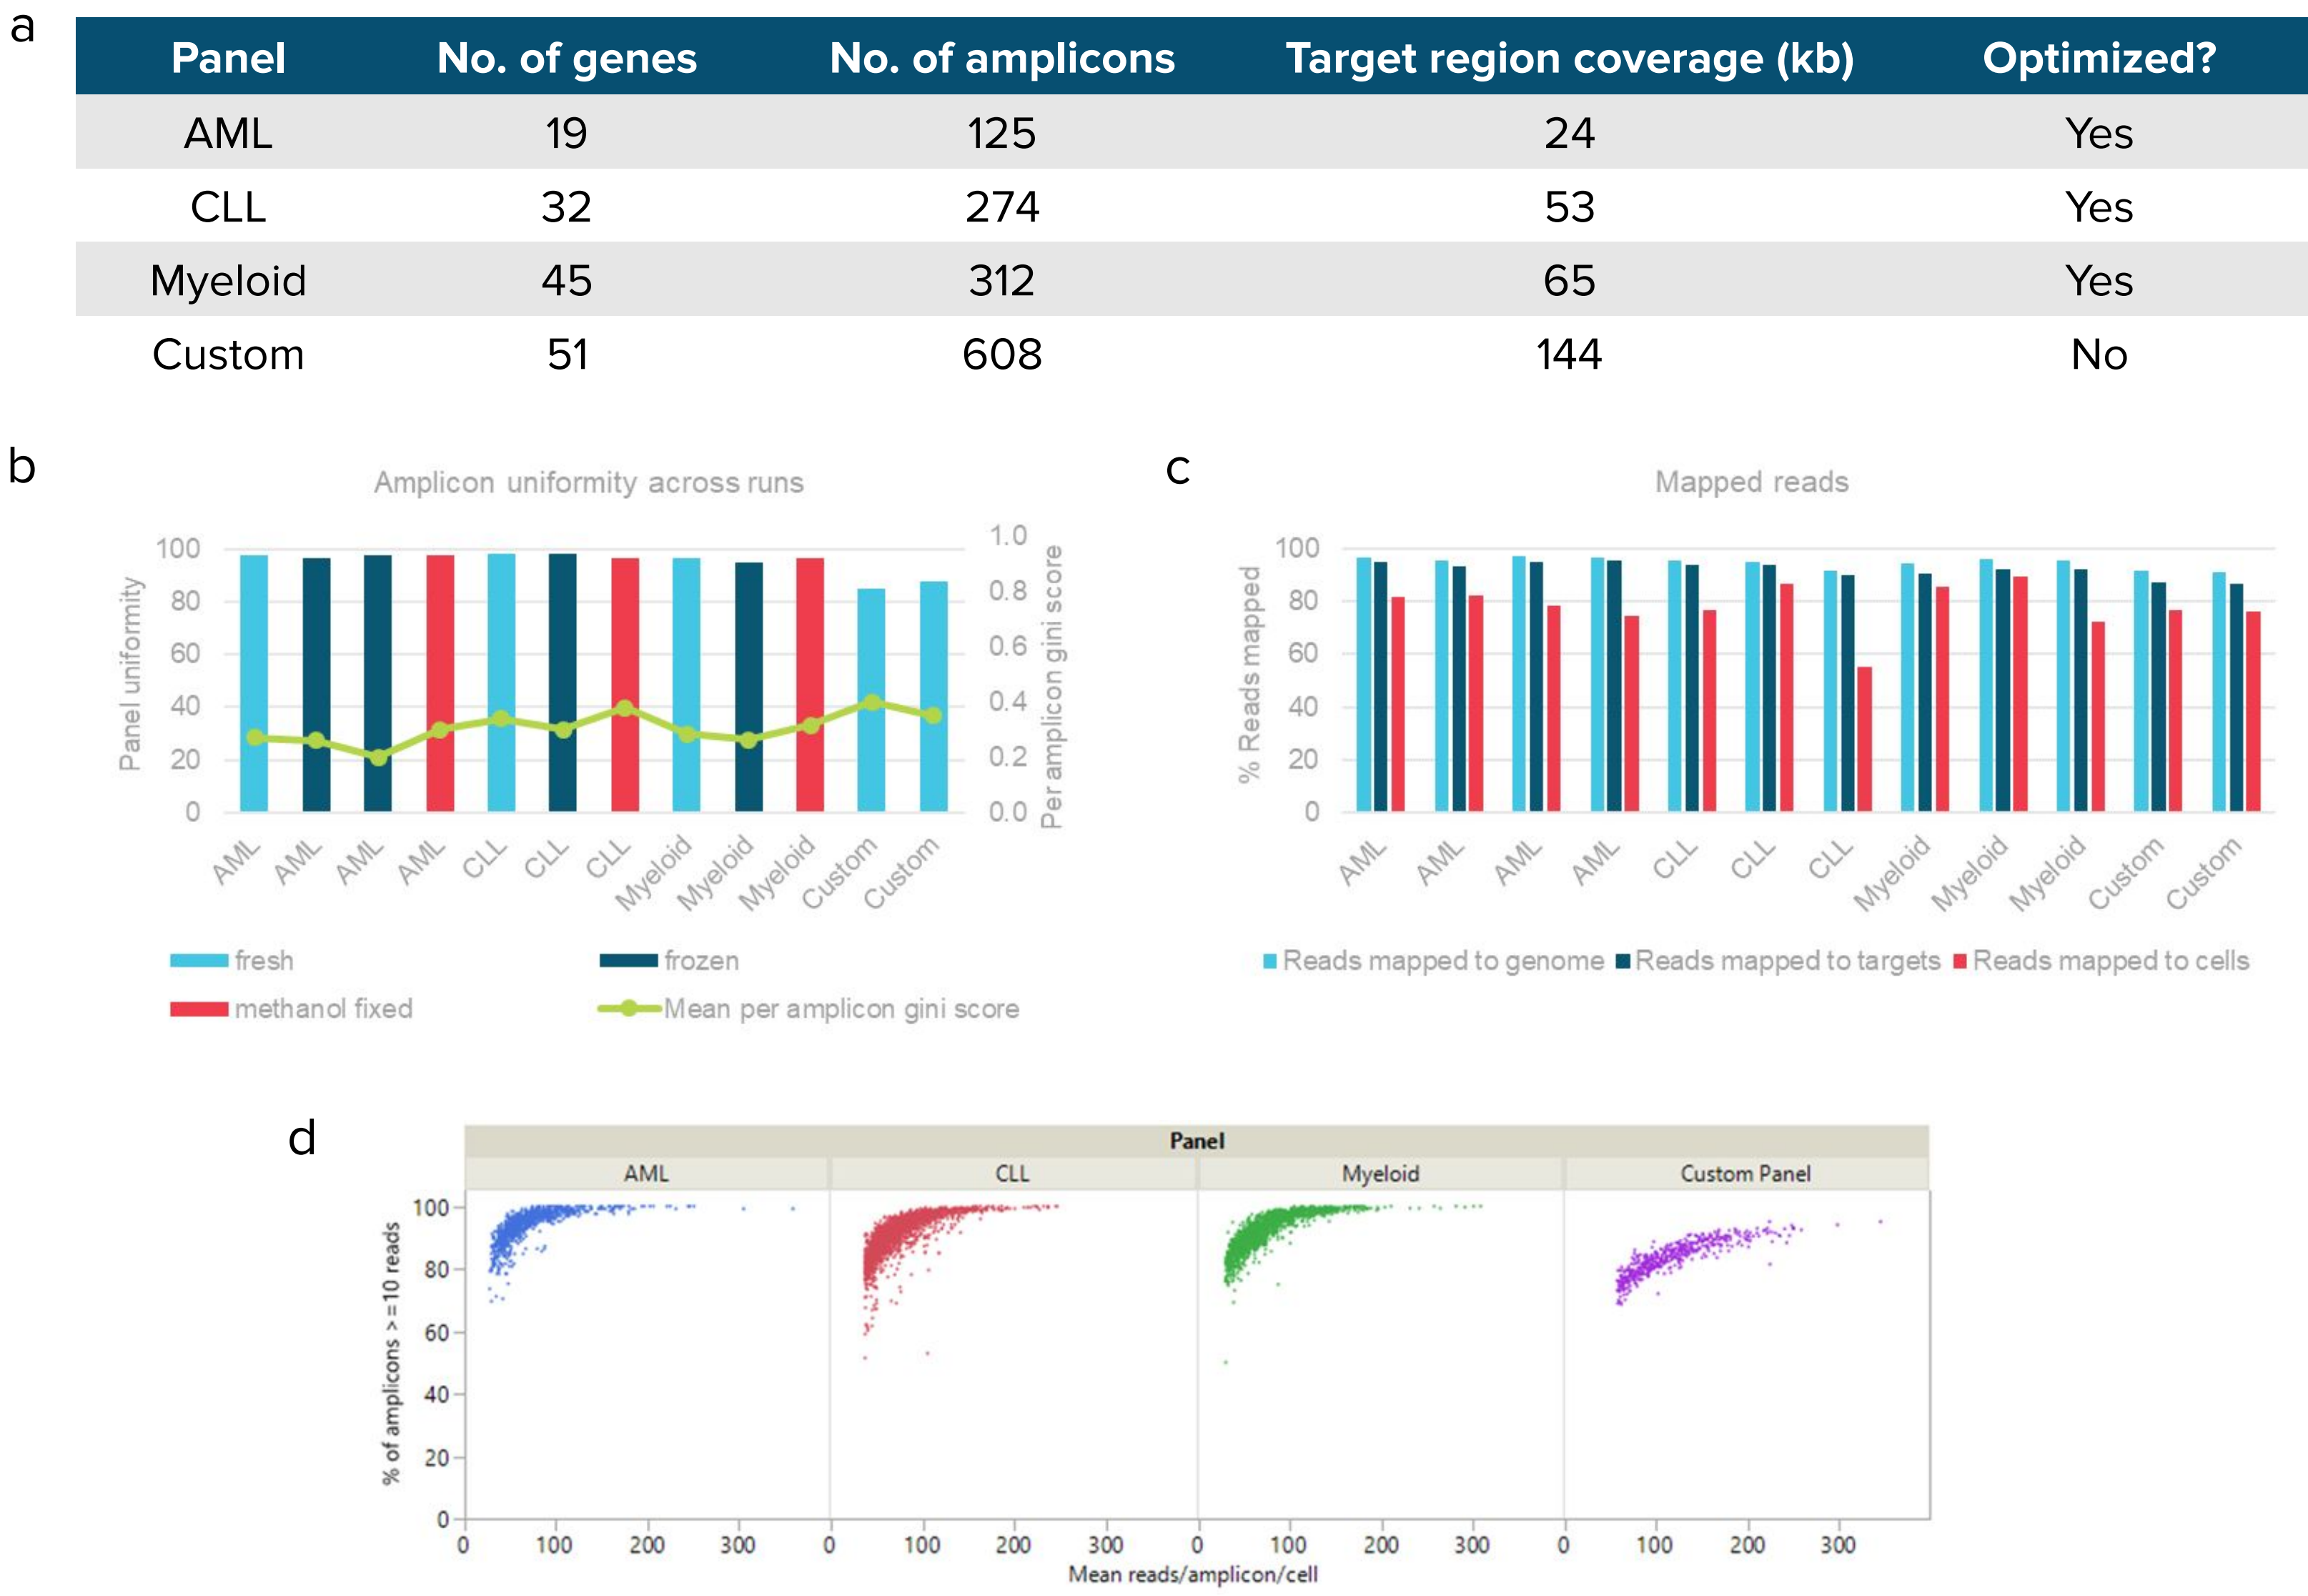 a
Panel No. of genes No. of amplicons Target region coverage (kb) Optimized?
AML 19 125 24 Yes
CLL 32 274 53 Yes
Myeloid 45 312 65 Yes
Custom 51 608 144 No
b
Amplicon uniformity across runs
Panel uniformity
100
80
60
40
20
0
1.0
0.8
0.6
0.4
0.2
0.0
Per amplicon gini score
AML AML AML AML CLL CLL CLL Myeloid Myeloid Myeloid Custom Custom
fresh frozen
methanol fixed Mean per amplicon gini score
c
Mapped reads
% Reads mapped
100
80
60
40
20
0
AML AML AML AML CLL CLL CLL Myeloid Myeloid Myeloid Custom Custom
Reads mapped to genome Reads mapped to targets Reads mapped to cells
d
Panel
AML CLL Myeloid Custom Panel
% of amplicons >=10 reads
100
80
60
40
20
0
0 100 200 300 0 100 200 300 0 100 200 300 0 100 200 300
Mean reads/amplicon/cell